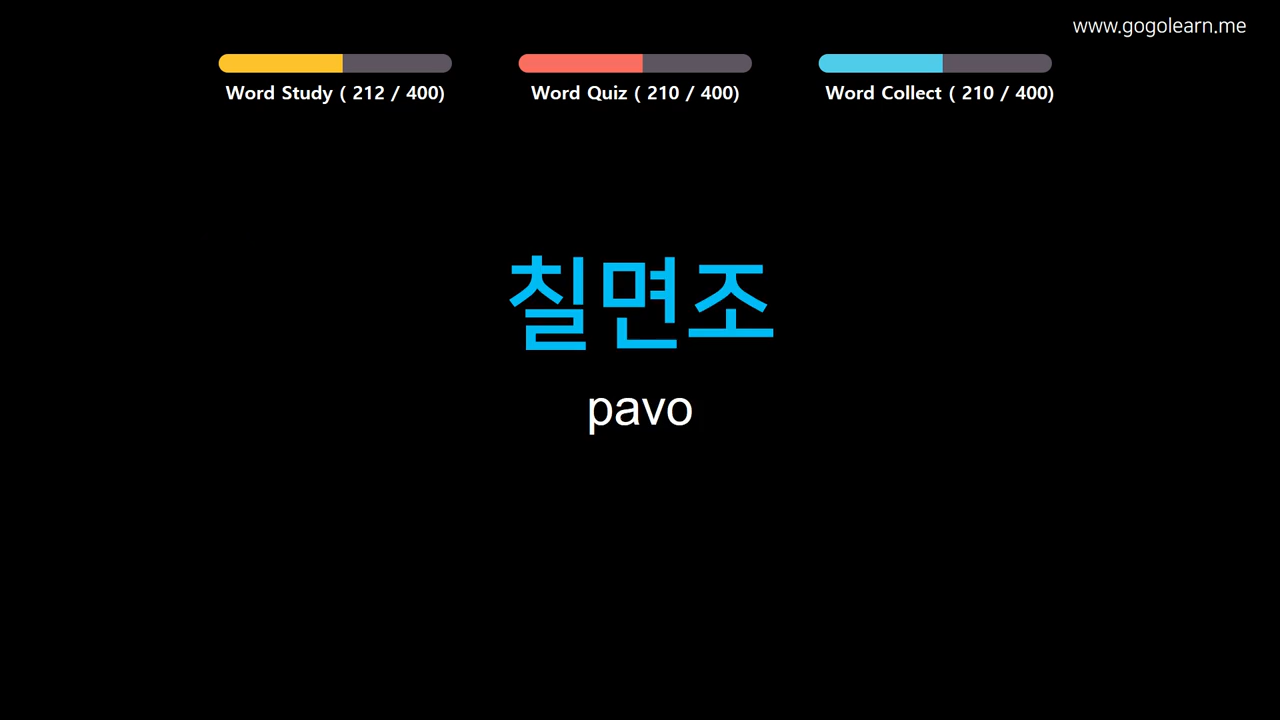 www.gogolearn.me
Word Study ( 212 / 400)
Word Quiz ( 210 / 400)
Word Collect ( 210 / 400)
칠면조
pavo